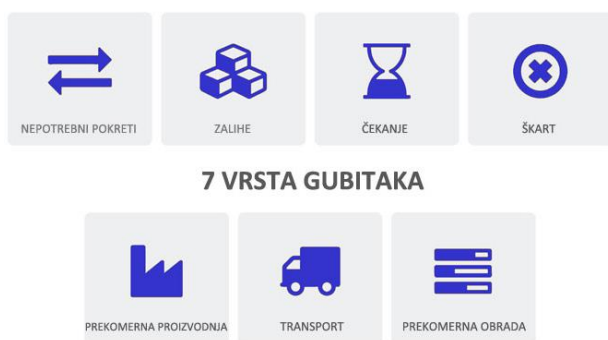 NEPOTREBNI POKRETI
ZALIHE
ČEKANJE
ŠKART
7 VRSTA GUBITAKA
PREKOMERNA PROIZVODNJA
TRANSPORT
PREKOMERNA OBRADA